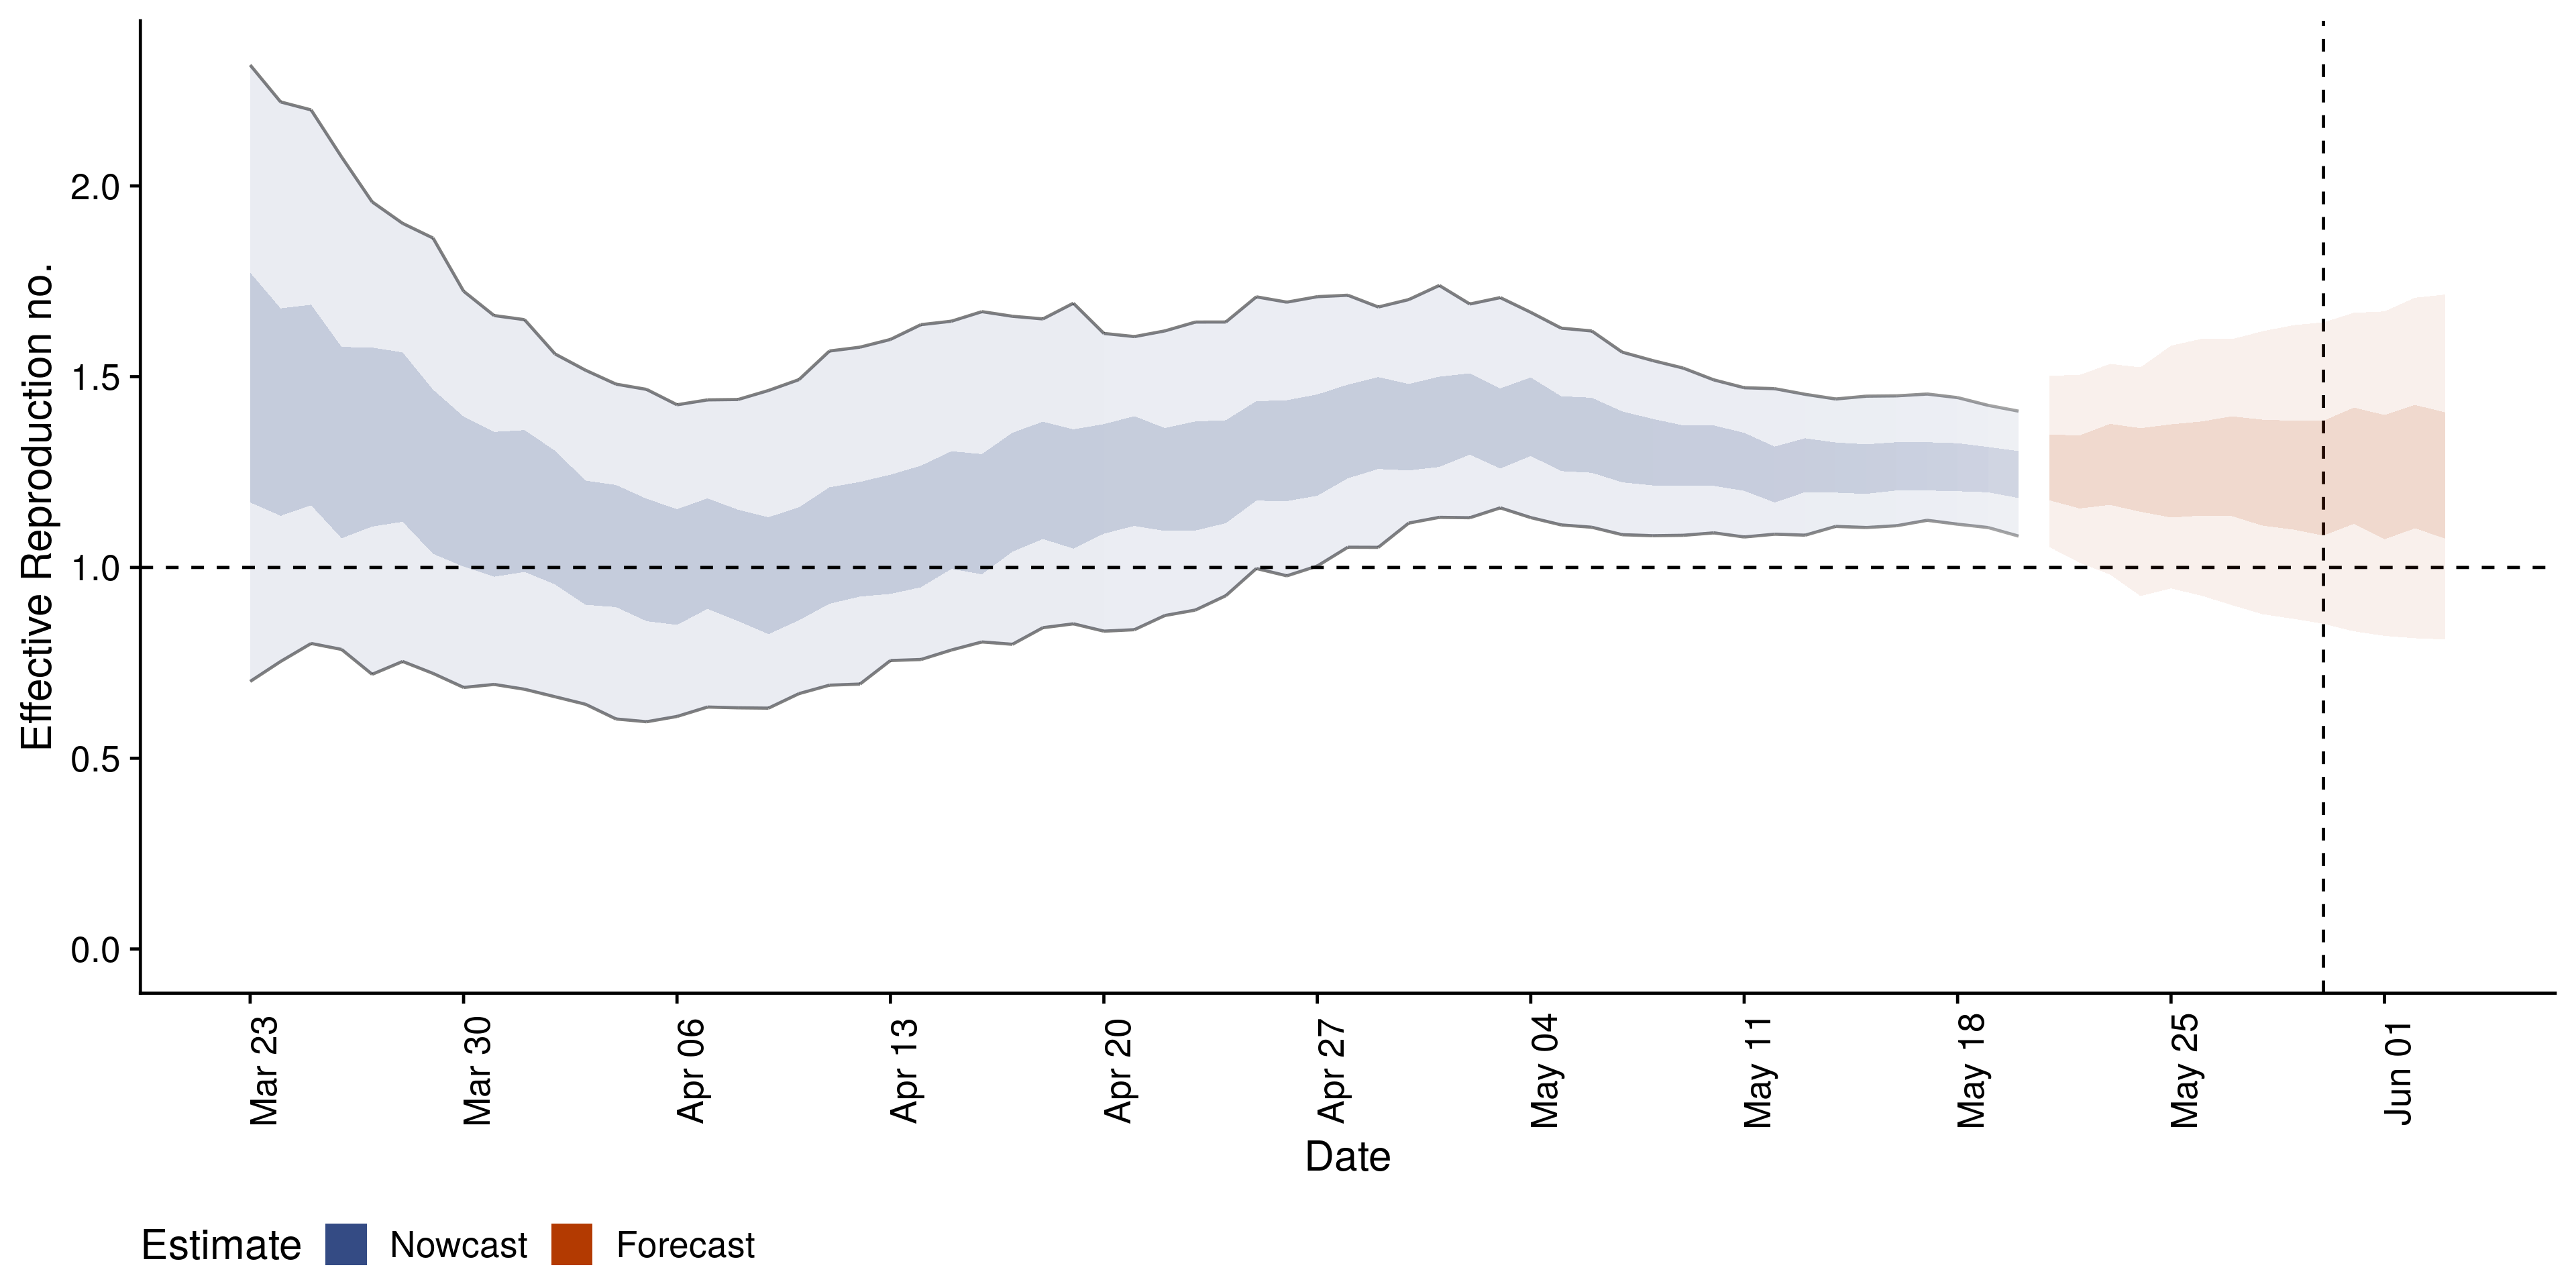 Effective Reproduction no.
2.0
1.5
1.0
0.5
0.0
Mar 23
Mar 30
Apr 06
Apr 13
Apr 20
Apr 27
May 04
May 11
May 18
May 25
Jun 01
Date
Estimate Nowcast Forecast